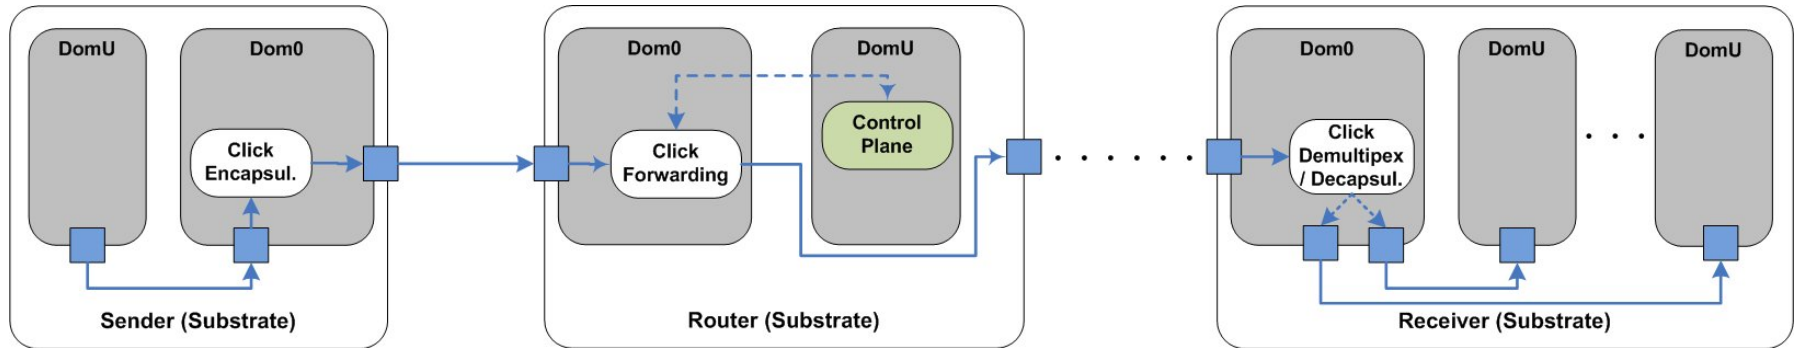 DomU
Dom0
Click
Encapsul.
Sender (Substrate)
Dom0
DomU
Click
Forwarding
Control
Plane
Router (Substrate)
Dom0
DomU
DomU
Click
Demultipex
/ Decapsul.
Receiver (Substrate)